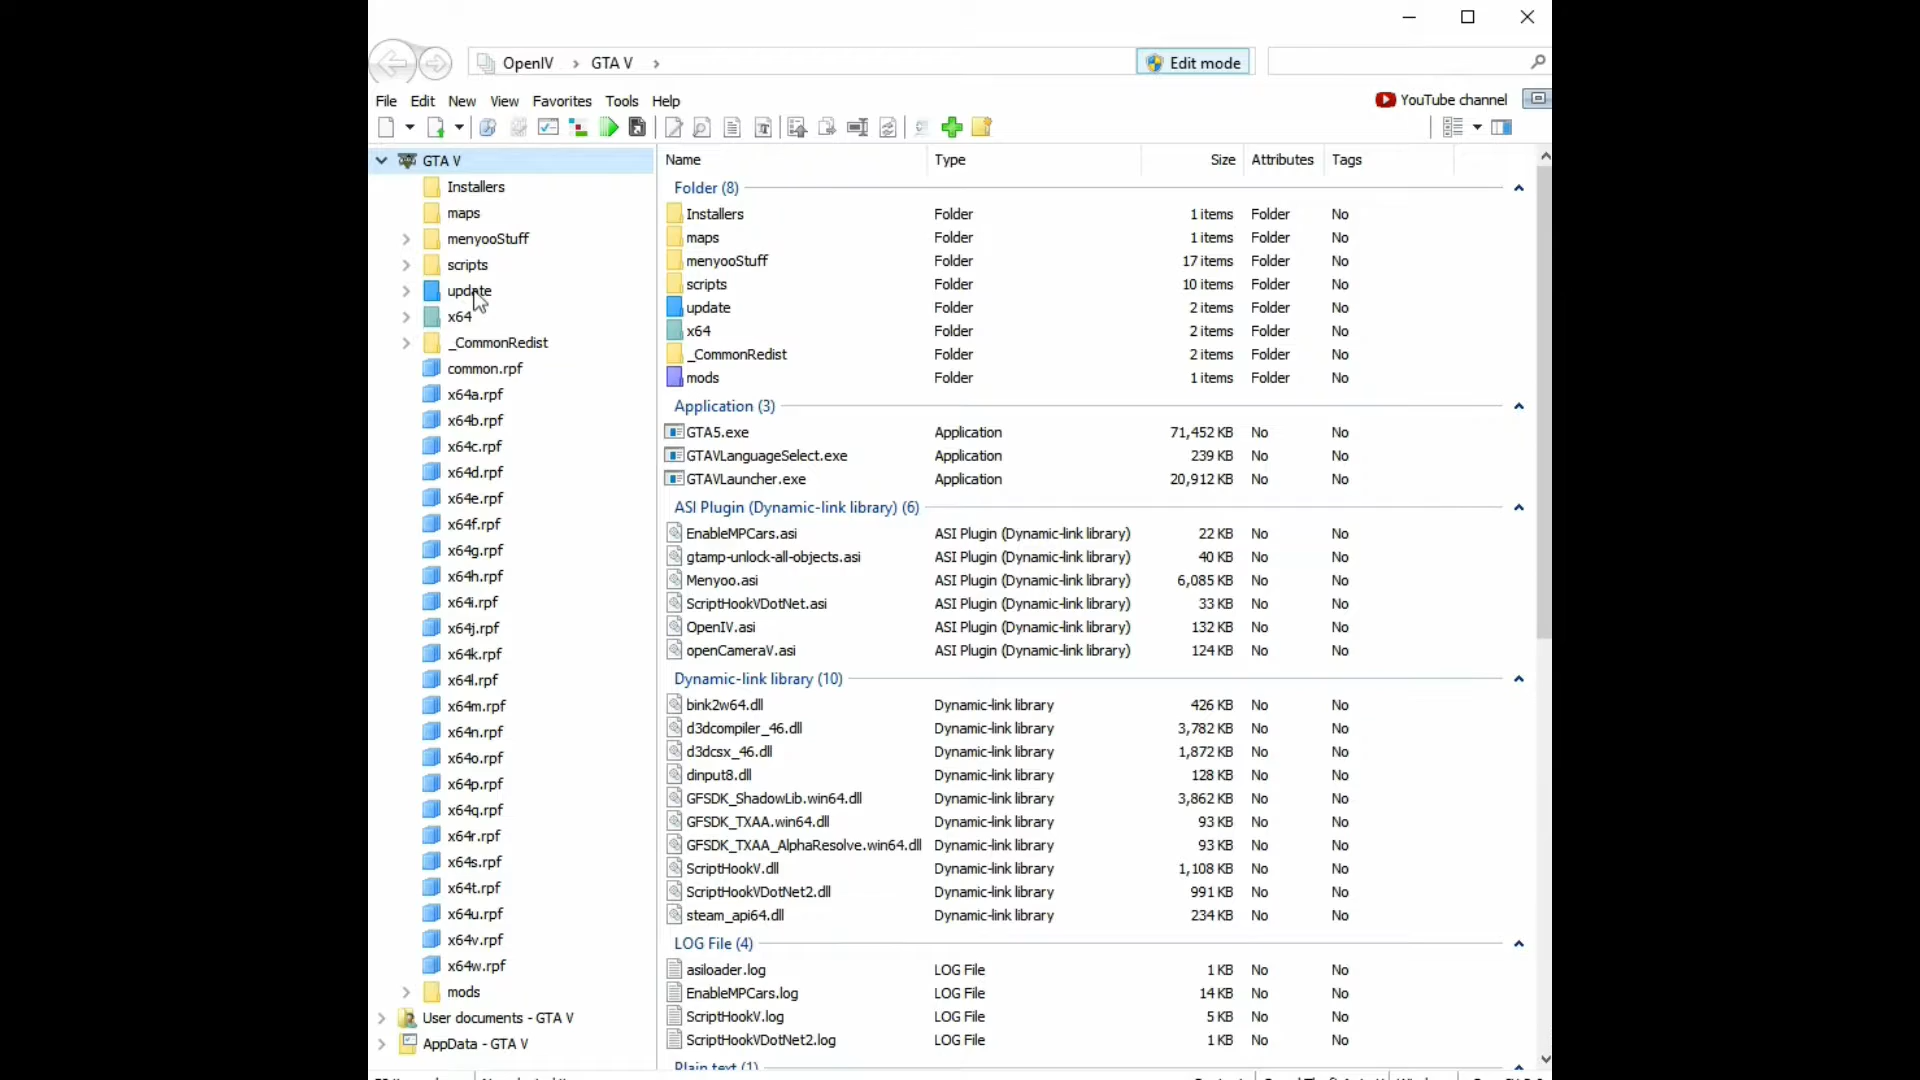 OpenIV > GTA V >
Edit mode
File Edit New View Favorites Tools Help
YouTube channel
GTA V
Installers
maps
menyooStuff
scripts
update
x64
_CommonRedist
common.rpf
x64a.rpf
x64b.rpf
x64c.rpf
x64d.rpf
x64e.rpf
x64f.rpf
x64g.rpf
x64h.rpf
x64i.rpf
x64j.rpf
x64k.rpf
x64l.rpf
x64m.rpf
x64n.rpf
x64o.rpf
x64p.rpf
x64q.rpf
x64r.rpf
x64s.rpf
x64t.rpf
x64u.rpf
x64v.rpf
x64w.rpf
mods
User documents - GTA V
AppData - GTA V
Name Type Size Attributes Tags
Folder (8)
Installers Folder 1 items Folder No
maps Folder 1 items Folder No
menyooStuff Folder 17 items Folder No
scripts Folder 10 items Folder No
update Folder 2 items Folder No
x64 Folder 2 items Folder No
_CommonRedist Folder 2 items Folder No
mods Folder 1 items Folder No
Application (3)
GTA5.exe Application 71,452 KB No No
GTAVLanguageSelect.exe Application 239 KB No No
GTAVLauncher.exe Application 20,912 KB No No
ASI Plugin (Dynamic-link library) (6)
EnableMPCars.asi ASI Plugin (Dynamic-link library) 22 KB No No
gtamp-unlock-all-objects.asi ASI Plugin (Dynamic-link library) 40 KB No No
Menyoo.asi ASI Plugin (Dynamic-link library) 6,085 KB No No
ScriptHookVDotNet.asi ASI Plugin (Dynamic-link library) 33 KB No No
OpenIV.asi ASI Plugin (Dynamic-link library) 132 KB No No
openCameraV.asi ASI Plugin (Dynamic-link library) 124 KB No No
Dynamic-link library (10)
bink2w64.dll Dynamic-link library 426 KB No No
d3dcompiler_46.dll Dynamic-link library 3,782 KB No No
d3dcsx_46.dll Dynamic-link library 1,872 KB No No
dinput8.dll Dynamic-link library 128 KB No No
GFSDK_ShadowLib.win64.dll Dynamic-link library 3,862 KB No No
GFSDK_TXAA.win64.dll Dynamic-link library 93 KB No No
GFSDK_TXAA_AlphaResolve.win64.dll Dynamic-link library 93 KB No No
ScriptHookV.dll Dynamic-link library 1,108 KB No No
ScriptHookVDotNet2.dll Dynamic-link library 991 KB No No
steam_api64.dll Dynamic-link library 234 KB No No
LOG File (4)
asiloader.log LOG File 1 KB No No
EnableMPCars.log LOG File 14 KB No No
ScriptHookV.log LOG File 5 KB No No
ScriptHookVDotNet2.log LOG File 1 KB No No
Plain text (1)